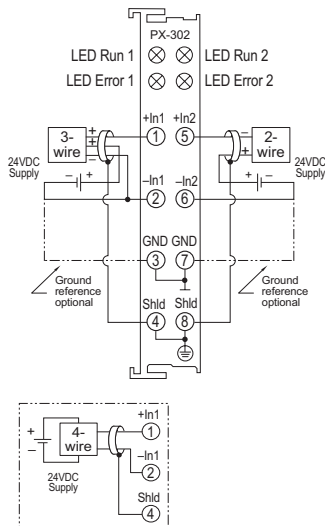 PX-302
LED Run 1 LED Run 2
LED Error 1 LED Error 2
+In1 +In2
3-
wire
+
+
–
1 5
–
+
2-
wire
24VDC
Supply
– +
–In1 –In2
+ –
24VDC
Supply
2 6
GND GND
3 7
Ground
reference
optional
Shld Shld
4 8
Ground
reference
optional
+In1
+
–
4-
wire
1
–In1
24VDC
Supply
2
Shld
4